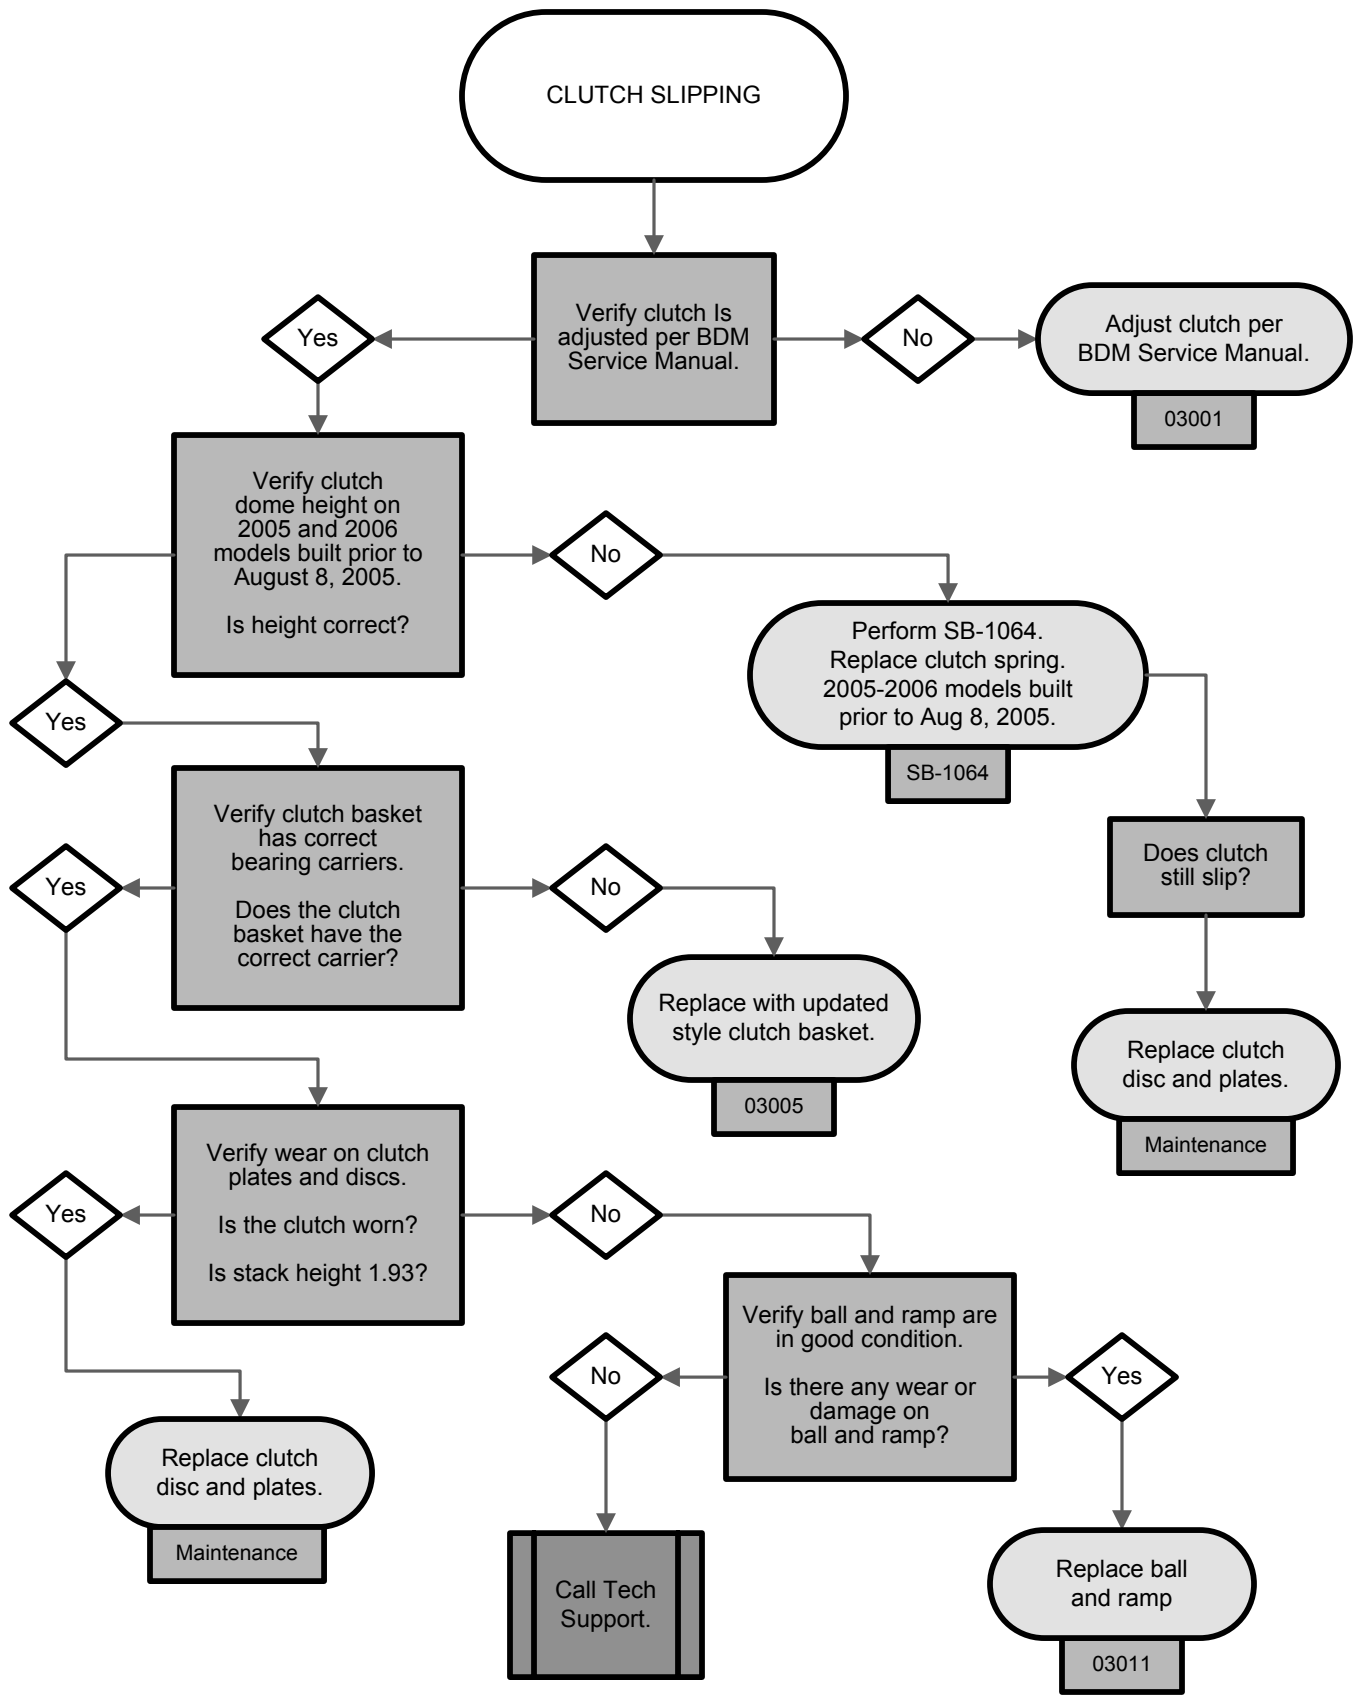 CLUTCH SLIPPING
Verify clutch Is
adjusted per BDM
Service Manual.
Yes
No
Adjust clutch per
BDM Service Manual.
03001
Verify clutch
dome height on
2005 and 2006
models built prior to
August 8, 2005.
Is height correct?
No
Perform SB-1064.
Replace clutch spring.
2005-2006 models built
prior to Aug 8, 2005.
SB-1064
Yes
Verify clutch basket
has correct
bearing carriers.
Does the clutch
basket have the
correct carrier?
Yes
No
Does clutch
still slip?
Replace with updated
style clutch basket.
03005
Replace clutch
disc and plates.
Maintenance
Verify wear on clutch
plates and discs.
Is the clutch worn?
Is stack height 1.93?
Yes
No
Verify ball and ramp are
in good condition.
Is there any wear or
damage on
ball and ramp?
No
Yes
Replace clutch
disc and plates.
Maintenance
Call Tech
Support.
Replace ball
and ramp
03011